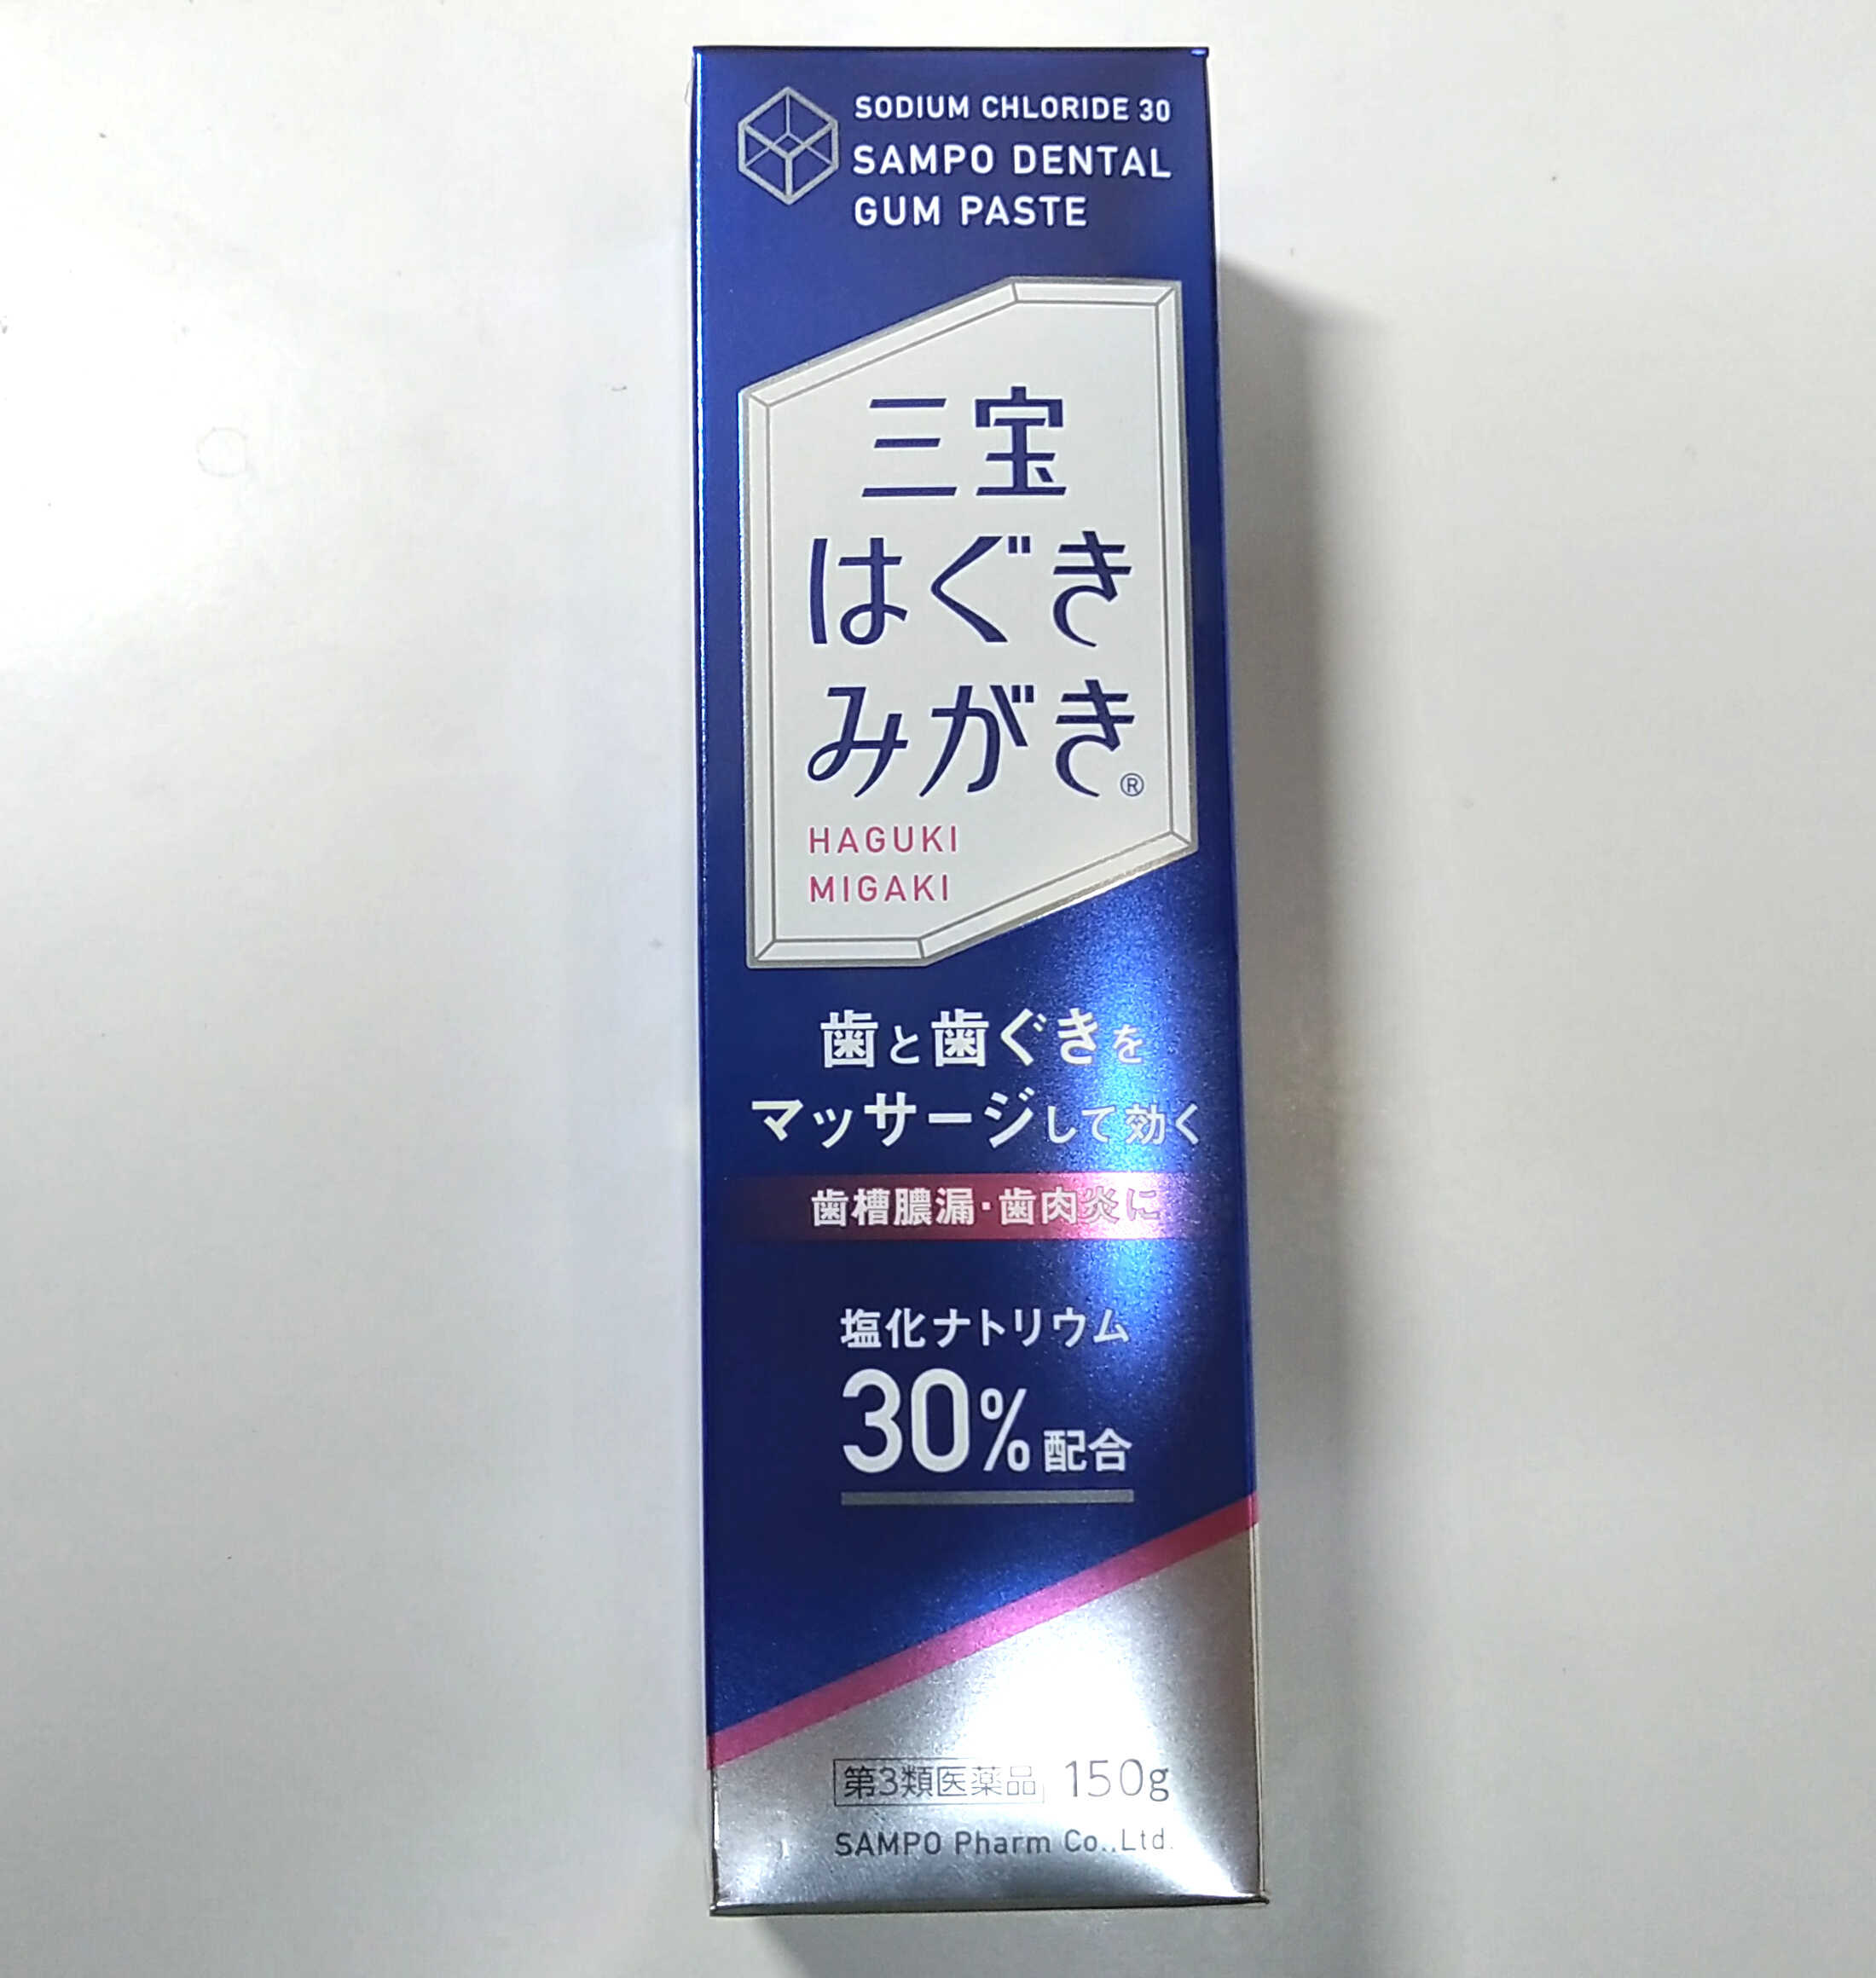 SODIUM CHLORIDE 30
SAMPO DENTAL
GUM PASTE
三宝
はぐき
みがき®
HAGUKI
MIGAKI
歯と歯ぐきを
マッサージして効く
歯槽膿漏・歯肉炎に
塩化ナトリウム
30%配合
第3類医薬品 150g
SAMPO Pharm Co.,Ltd.